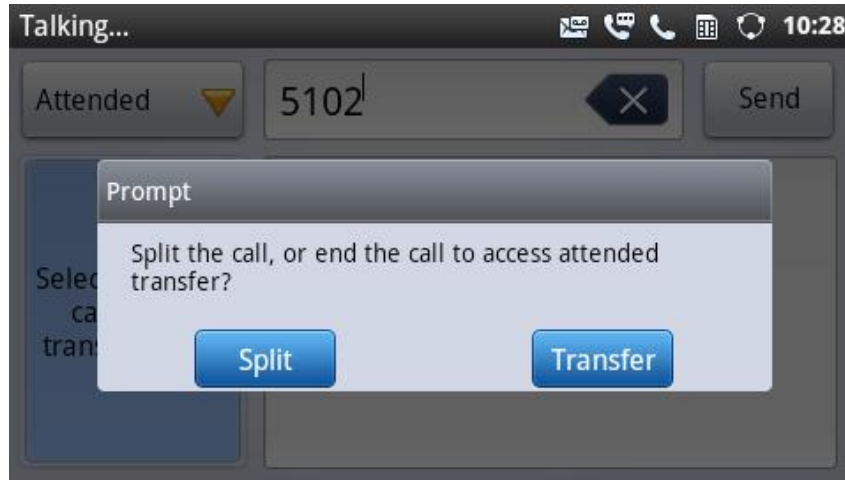 Talking...
10:28
Attended
5102
Send
Prompt
Split the call, or end the call to access attended
transfer?
Split
Transfer